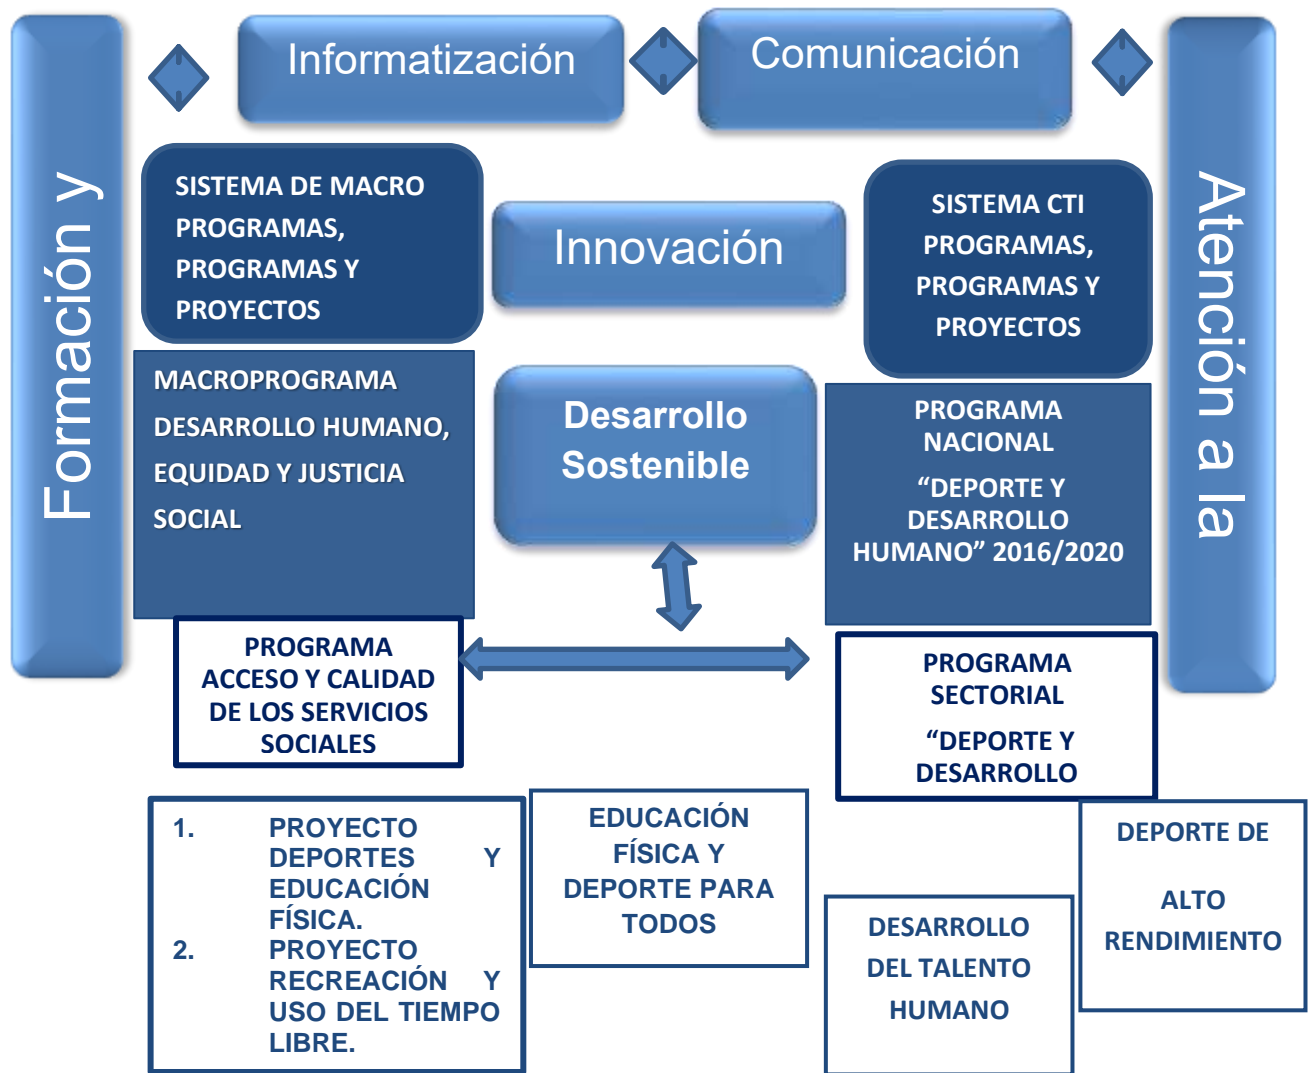 Formación y
Informatización
Comunicación
Atención a la
SISTEMA DE MACRO
PROGRAMAS,
PROGRAMAS Y
PROYECTOS
Innovación
SISTEMA CTI
PROGRAMAS,
PROGRAMAS Y
PROYECTOS
MACROPROGRAMA
DESARROLLO HUMANO,
EQUIDAD Y JUSTICIA
SOCIAL
Desarrollo
Sostenible
PROGRAMA
NACIONAL
“DEPORTE Y
DESARROLLO
HUMANO” 2016/2020
PROGRAMA
ACCESO Y CALIDAD
DE LOS SERVICIOS
SOCIALES
PROGRAMA
SECTORIAL
“DEPORTE Y
DESARROLLO
1. PROYECTO
DEPORTES Y
EDUCACIÓN
FÍSICA.
2. PROYECTO
RECREACIÓN Y
USO DEL TIEMPO
LIBRE.
EDUCACIÓN
FÍSICA Y
DEPORTE PARA
TODOS
DESARROLLO
DEL TALENTO
HUMANO
DEPORTE DE
ALTO
RENDIMIENTO